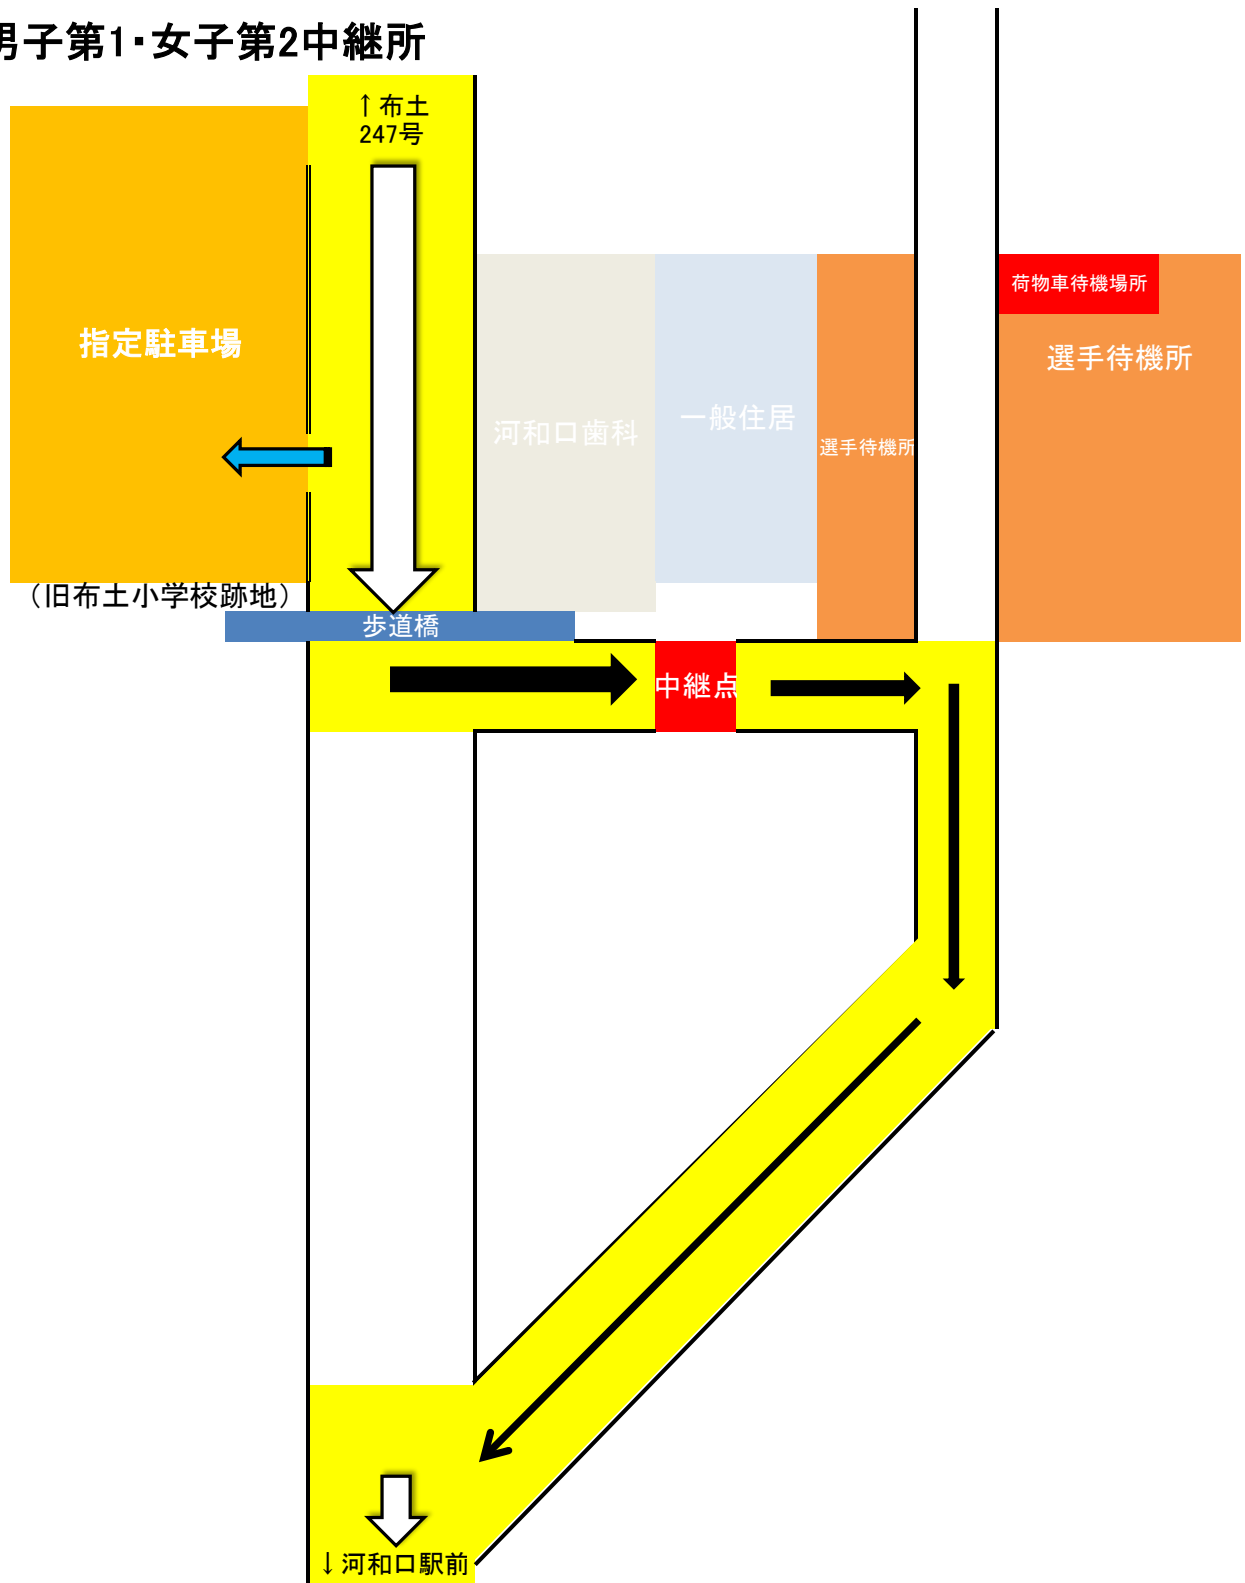 男子第1・女子第2中継所
↑布土
247号
荷物車待機場所
指定駐車場
選手待機所
河和口歯科
一般住居
選手待機所
（旧布土小学校跡地）
歩道橋
中継点
↓河和口駅前